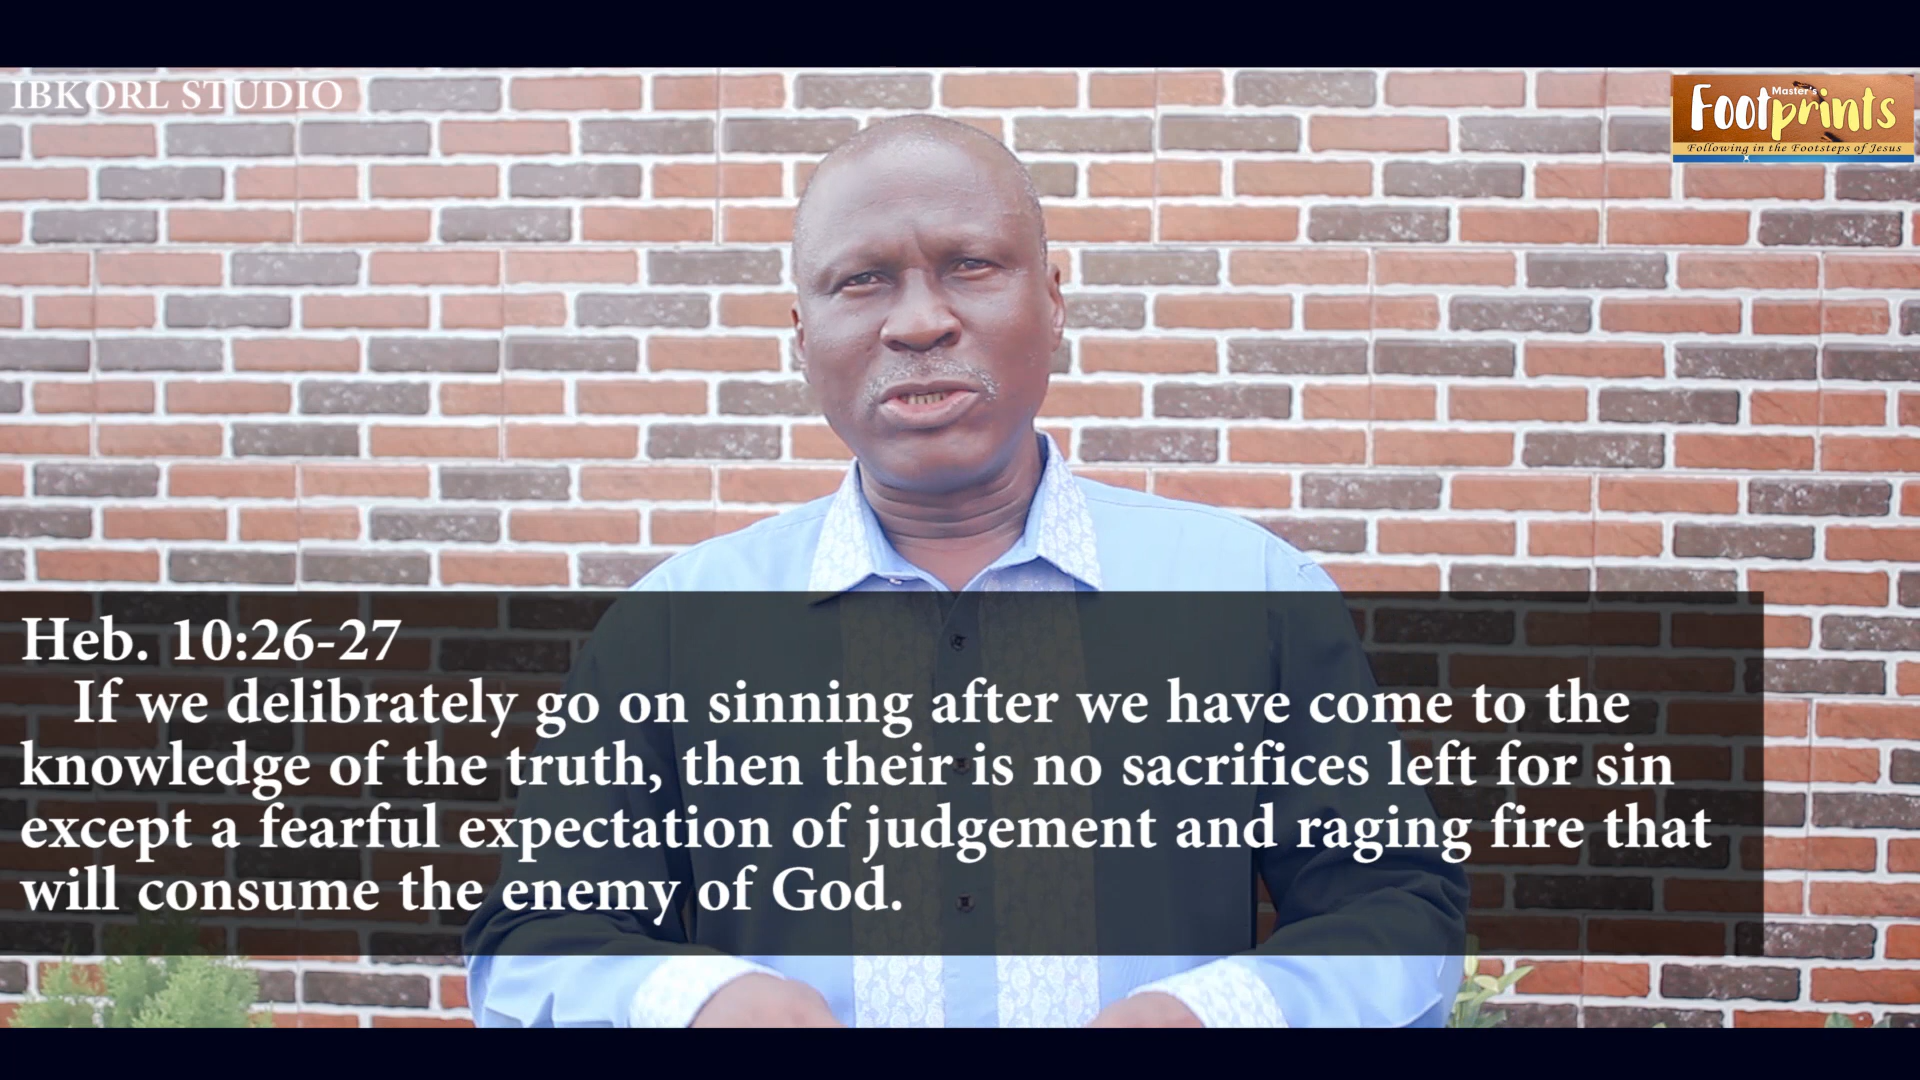 IBKORL STUDIO
Master's
Footprints
Following in the Footsteps of Jesus
Heb. 10:26-27
If we delibrately go on sinning after we have come to the
knowledge of the truth, then their is no sacrifices left for sin
except a fearful expectation of judgement and raging fire that
will consume the enemy of God.